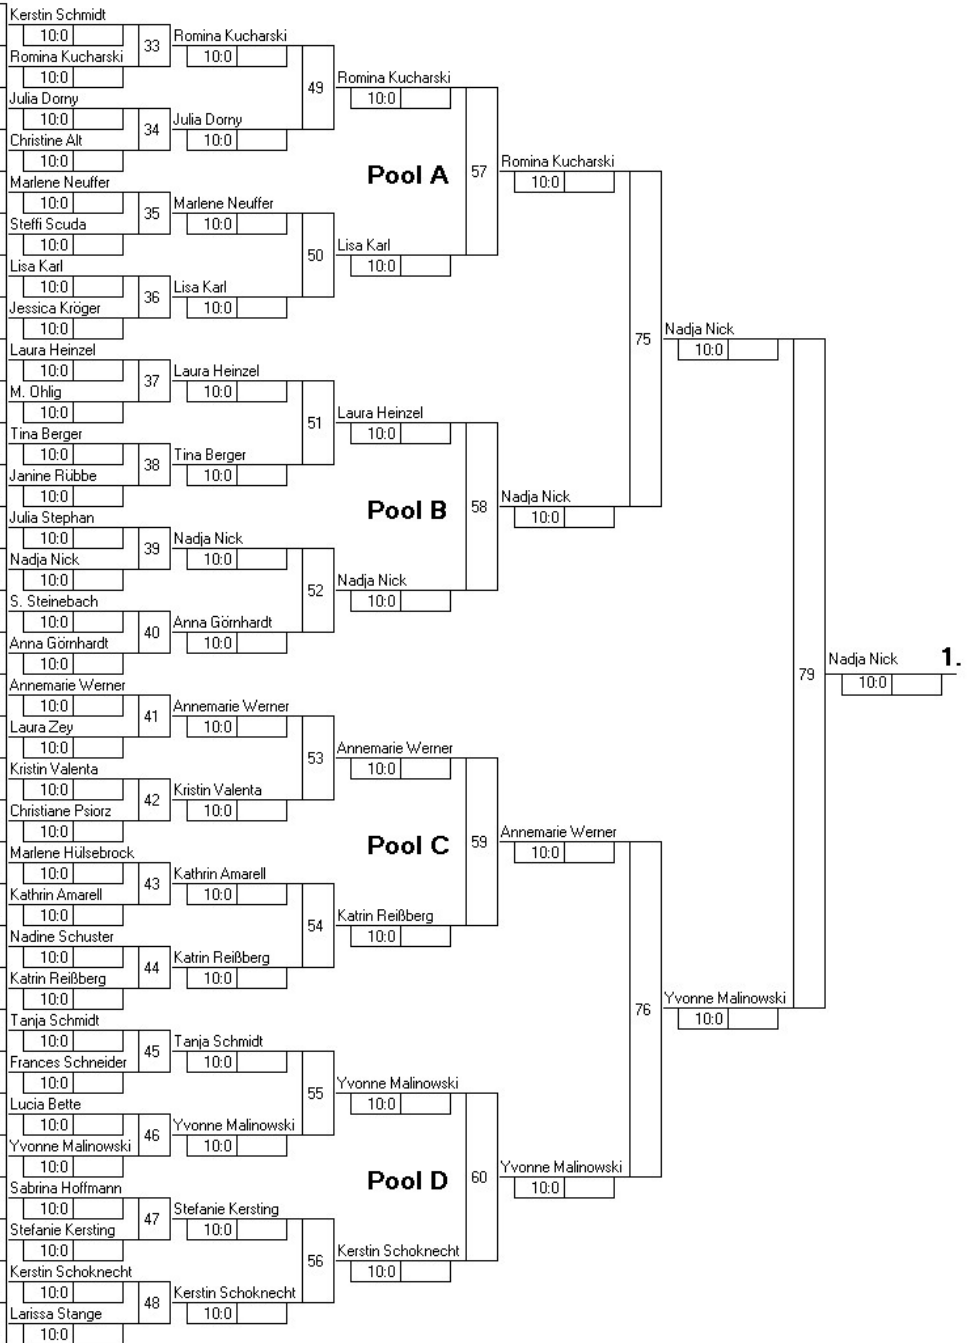 Kerstin Schmidt
10:0
33
Romina Kucharski
10:0
Romina Kucharski
10:0
49
Romina Kucharski
10:0
Julia Dorny
10:0
34
Julia Dorny
10:0
Christine Alt
10:0
Pool A
57
Romina Kucharski
10:0
Marlene Neuffer
10:0
35
Marlene Neuffer
10:0
Steffi Scuda
10:0
50
Lisa Karl
10:0
Lisa Karl
10:0
36
Lisa Karl
10:0
Jessica Kröger
10:0
75
Nadja Nick
10:0
Laura Heinzel
10:0
37
Laura Heinzel
10:0
M. Ohlig
10:0
51
Laura Heinzel
10:0
Tina Berger
10:0
38
Tina Berger
10:0
Janine Rübbe
10:0
Pool B
58
Nadja Nick
10:0
Julia Stephan
10:0
39
Nadja Nick
10:0
Nadja Nick
10:0
52
Nadja Nick
10:0
S. Steinebach
10:0
40
Anna Görnhardt
10:0
Anna Görnhardt
10:0
79
Nadja Nick
1.
10:0
Annemarie Werner
10:0
41
Annemarie Werner
10:0
Laura Zey
10:0
53
Annemarie Werner
10:0
Kristin Valenta
10:0
42
Kristin Valenta
10:0
Christiane Psiorz
10:0
Pool C
59
Annemarie Werner
10:0
Marlene Hülsebrock
10:0
43
Kathrin Amarell
10:0
Kathrin Amarell
10:0
54
Katrin Reißberg
10:0
Nadine Schuster
10:0
44
Katrin Reißberg
10:0
Katrin Reißberg
10:0
76
Yvonne Malinowski
10:0
Tanja Schmidt
10:0
45
Tanja Schmidt
10:0
Frances Schneider
10:0
55
Yvonne Malinowski
10:0
Lucia Bette
10:0
46
Yvonne Malinowski
10:0
Yvonne Malinowski
10:0
Pool D
60
Yvonne Malinowski
10:0
Sabrina Hoffmann
10:0
47
Stefanie Kersting
10:0
Stefanie Kersting
10:0
56
Kerstin Schoknecht
10:0
Kerstin Schoknecht
10:0
48
Kerstin Schoknecht
10:0
Larissa Stange
10:0